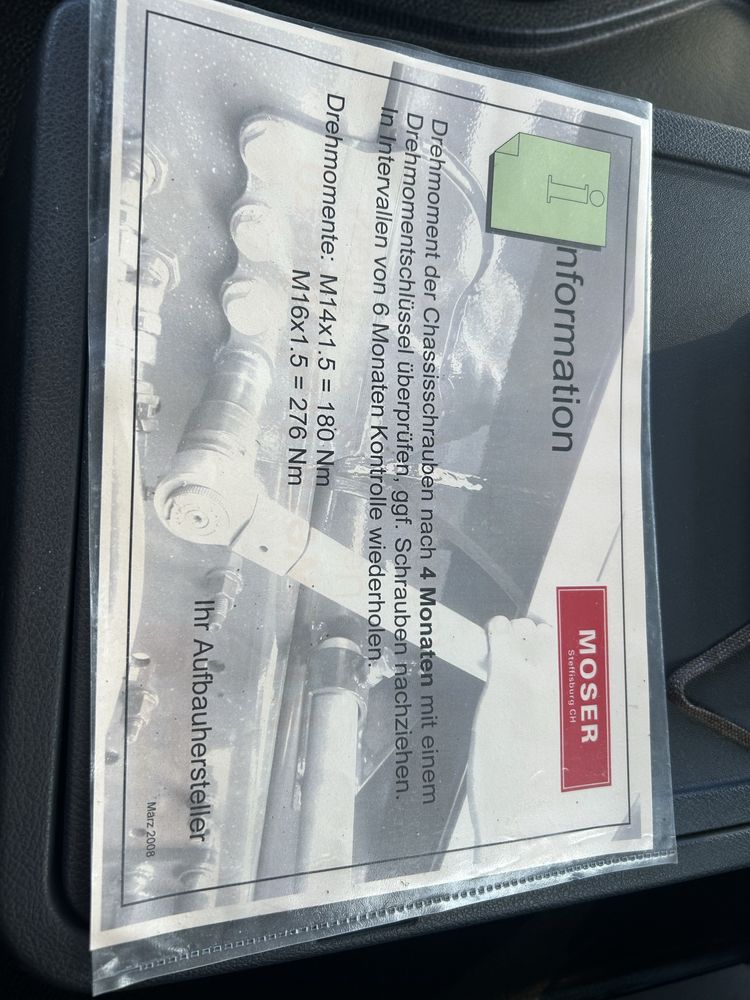 Information
MOSER
Steffisburg CH
Drehmoment der Chassisschrauben nach 4 Monaten mit einem
Drehmomentschlüssel überprüfen, ggf. Schrauben nachziehen.
In Intervallen von 6 Monaten Kontrolle wiederholen.
Drehmomente: M14x1.5 = 180 Nm
M16x1.5 = 276 Nm
Ihr Aufbauhersteller
März 2008